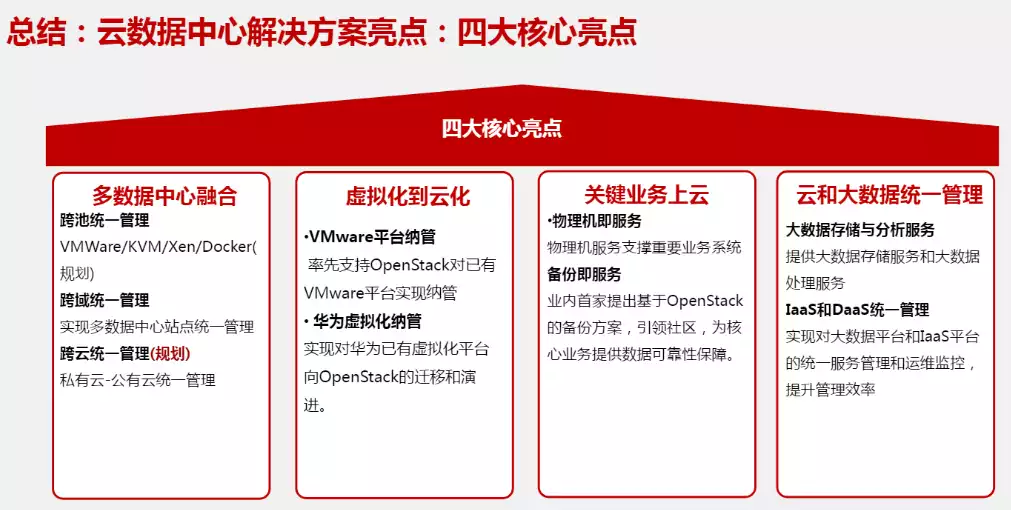 总结：云数据中心解决方案亮点：四大核心亮点
四大核心亮点
多数据中心融合
跨池统一管理
VMWare/KVM/Xen/Docker(
规划)
跨域统一管理
实现多数据中心站点统一管理
跨云统一管理(规划)
私有云-公有云统一管理
虚拟化到云化
•VMware平台纳管
率先支持OpenStack对已有
VMware平台实现纳管
• 华为虚拟化纳管
实现对华为已有虚拟化平台
向OpenStack的迁移和演
进。
关键业务上云
•物理机即服务
物理机服务支撑重要业务系统
备份即服务
业内首家提出基于OpenStack
的备份方案，引领社区，为核
心业务提供数据可靠性保障。
云和大数据统一管理
大数据存储与分析服务
提供大数据存储服务和大数据
处理服务
IaaS和DaaS统一管理
实现对大数据平台和IaaS平台
的统一服务管理和运维监控，
提升管理效率